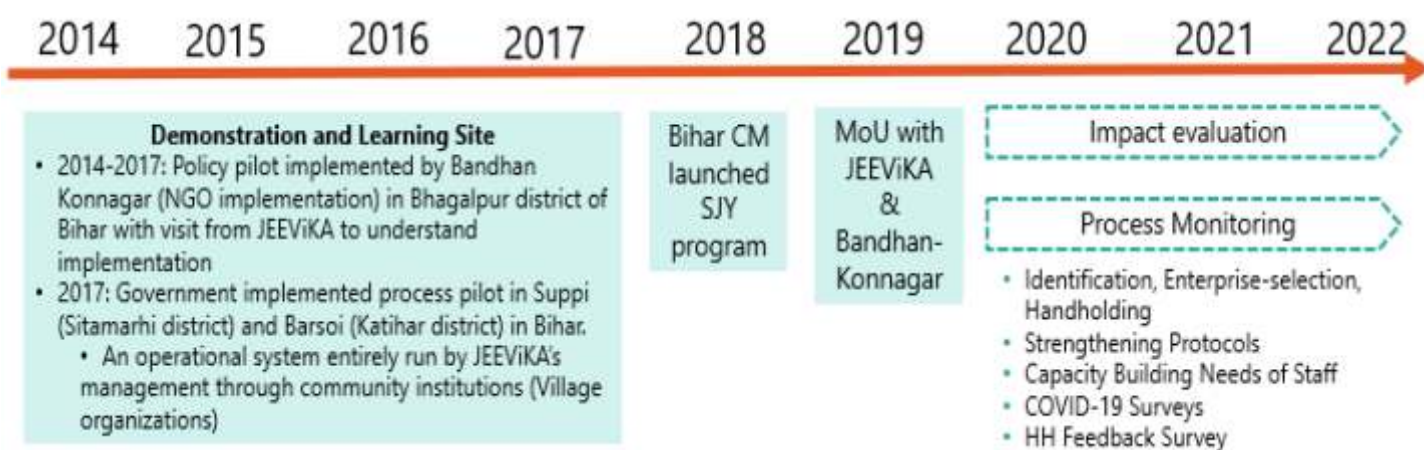 2014 2015 2016 2017 2018 2019 2020 2021 2022
Demonstration and Learning Site
• 2014-2017: Policy pilot implemented by Bandhan
Konnagar (NGO implementation) in Bhagalpur district of
Bihar with visit from JEEViKA to understand
implementation
• 2017: Government implemented process pilot in Suppi
(Sitamarhi district) and Barsoi (Katihar district) in Bihar.
• An operational system entirely run by JEEViKA's
management through community institutions (Village
organizations)
Bihar CM
launched
SJY
program
MoU with
JEEViKA
&
Bandhan-
Konnagar
Impact evaluation
Process Monitoring
• Identification, Enterprise-selection,
Handholding
• Strengthening Protocols
• Capacity Building Needs of Staff
• COVID-19 Surveys
• HH Feedback Survey